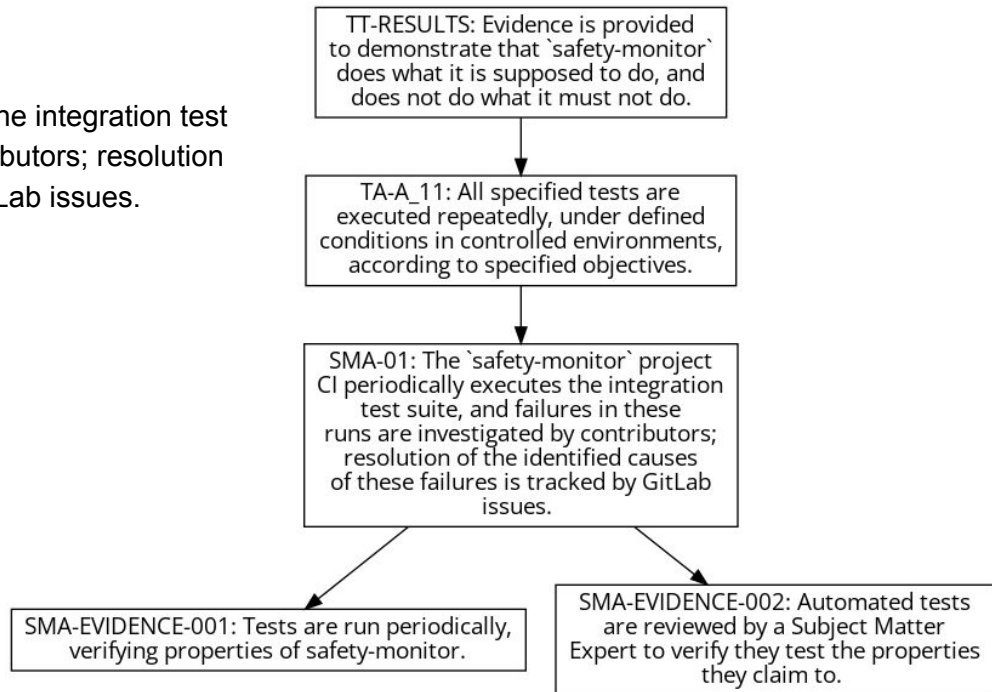 TT-RESULTS: Evidence is provided
to demonstrate that `safety-monitor`
does what it is supposed to do, and
does not do what it must not do.
integration test
resolution
issues.
TA-A_11: All specified tests are
executed repeatedly, under defined
conditions in controlled environments,
according to specified objectives.
SMA-01: The `safety-monitor` project
CI periodically executes the integration
test suite, and failures in these
runs are investigated by contributors;
resolution of the identified causes
of these failures is tracked by GitLab
issues.
SMA-EVIDENCE-001: Tests are run periodically,
verifying properties of safety-monitor.
SMA-EVIDENCE-002: Automated tests
are reviewed by a Subject Matter
Expert to verify they test the properties
they claim to.